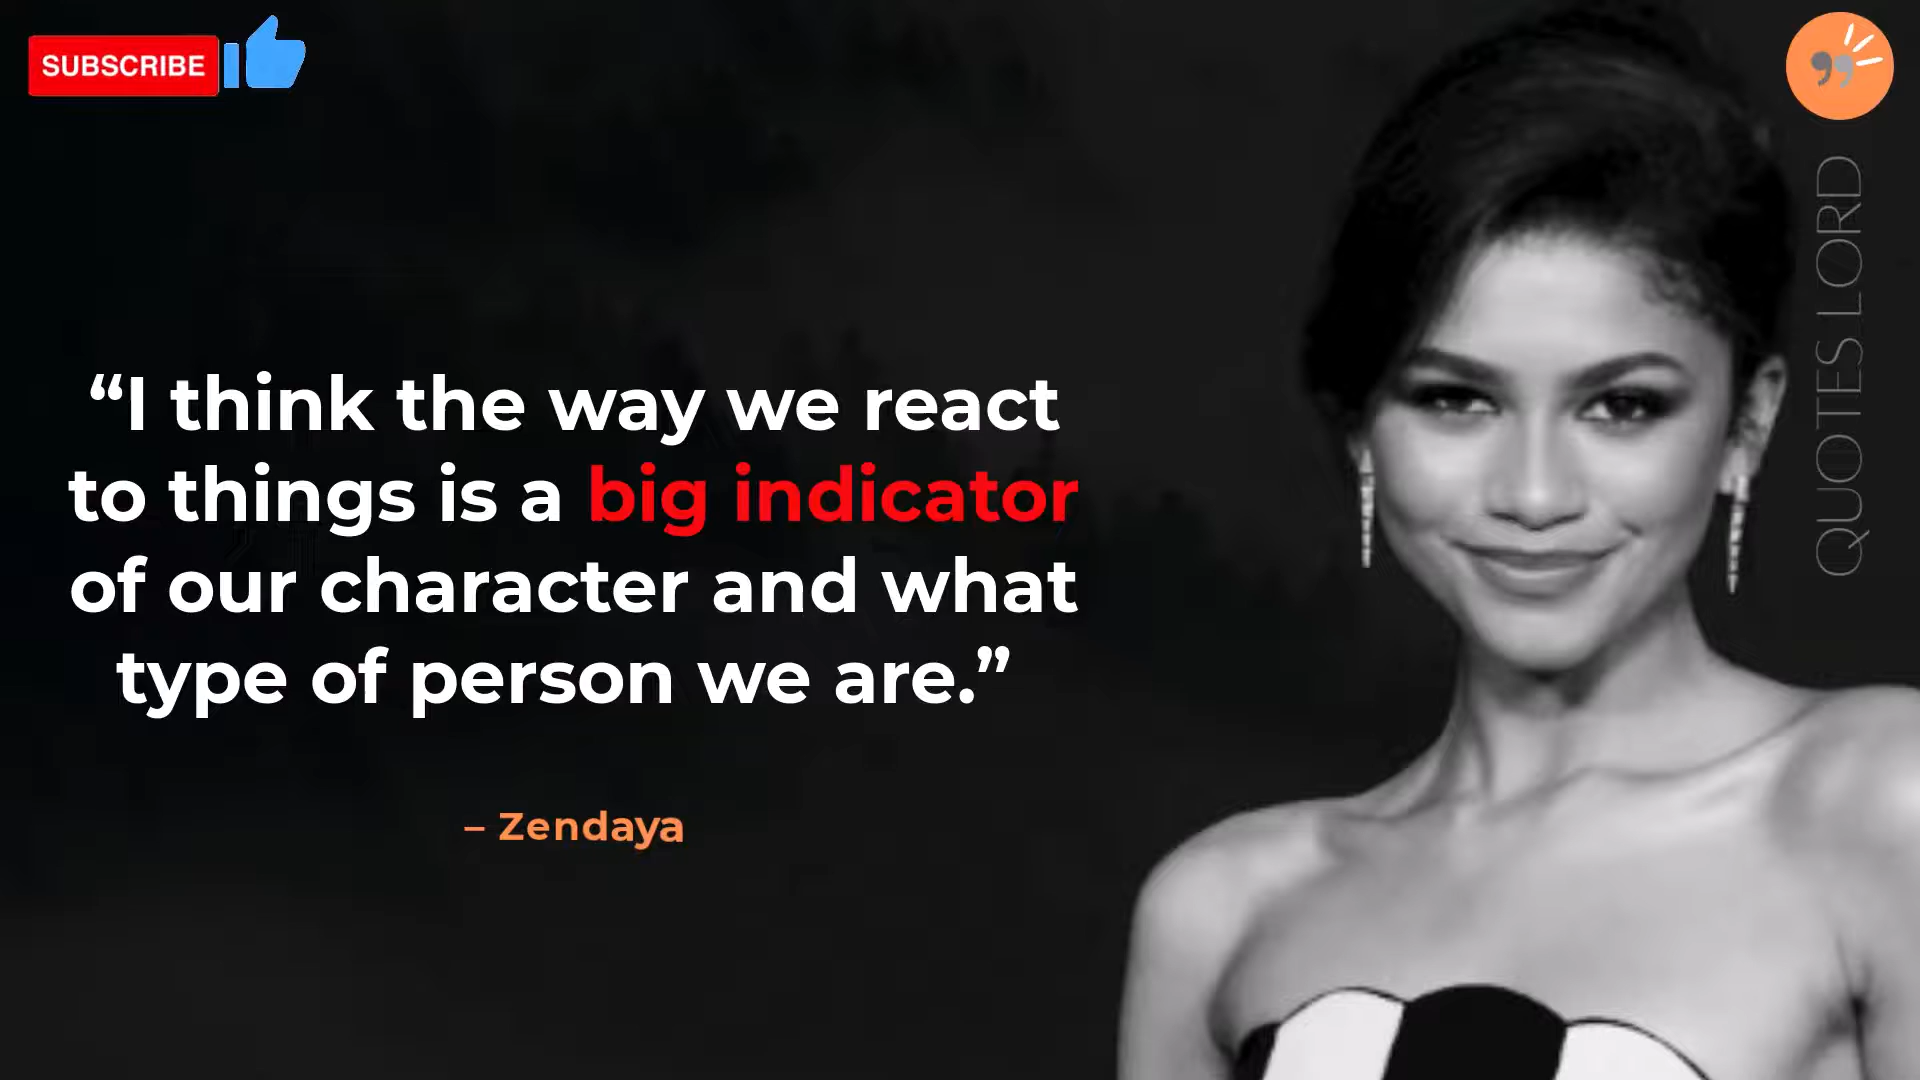 SUBSCRIBE
“I think the way we react
to things is a big indicator
of our character and what
type of person we are.”
– Zendaya
QUOTES LORD